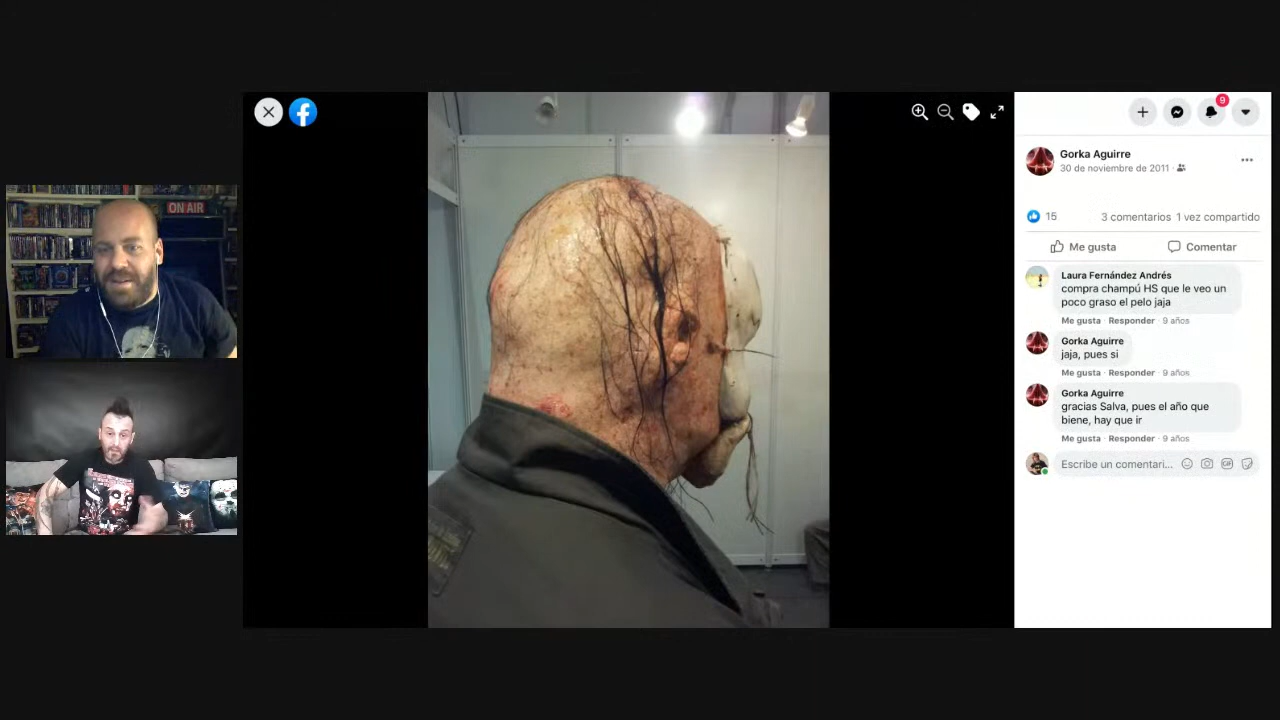 ON AIR
9
Gorka Aguirre
30 de noviembre de 2011 ·
15
3 comentarios 1 vez compartido
Me gusta
Comentar
Laura Fernández Andrés
compra champú HS que le veo un
poco graso el pelo jaja
Me gusta · Responder · 9 años
Gorka Aguirre
jaja, pues si
Me gusta · Responder · 9 años
Gorka Aguirre
gracias Salva, pues el año que
biene, hay que ir
Me gusta · Responder · 9 años
Escribe un comentari...
GIF